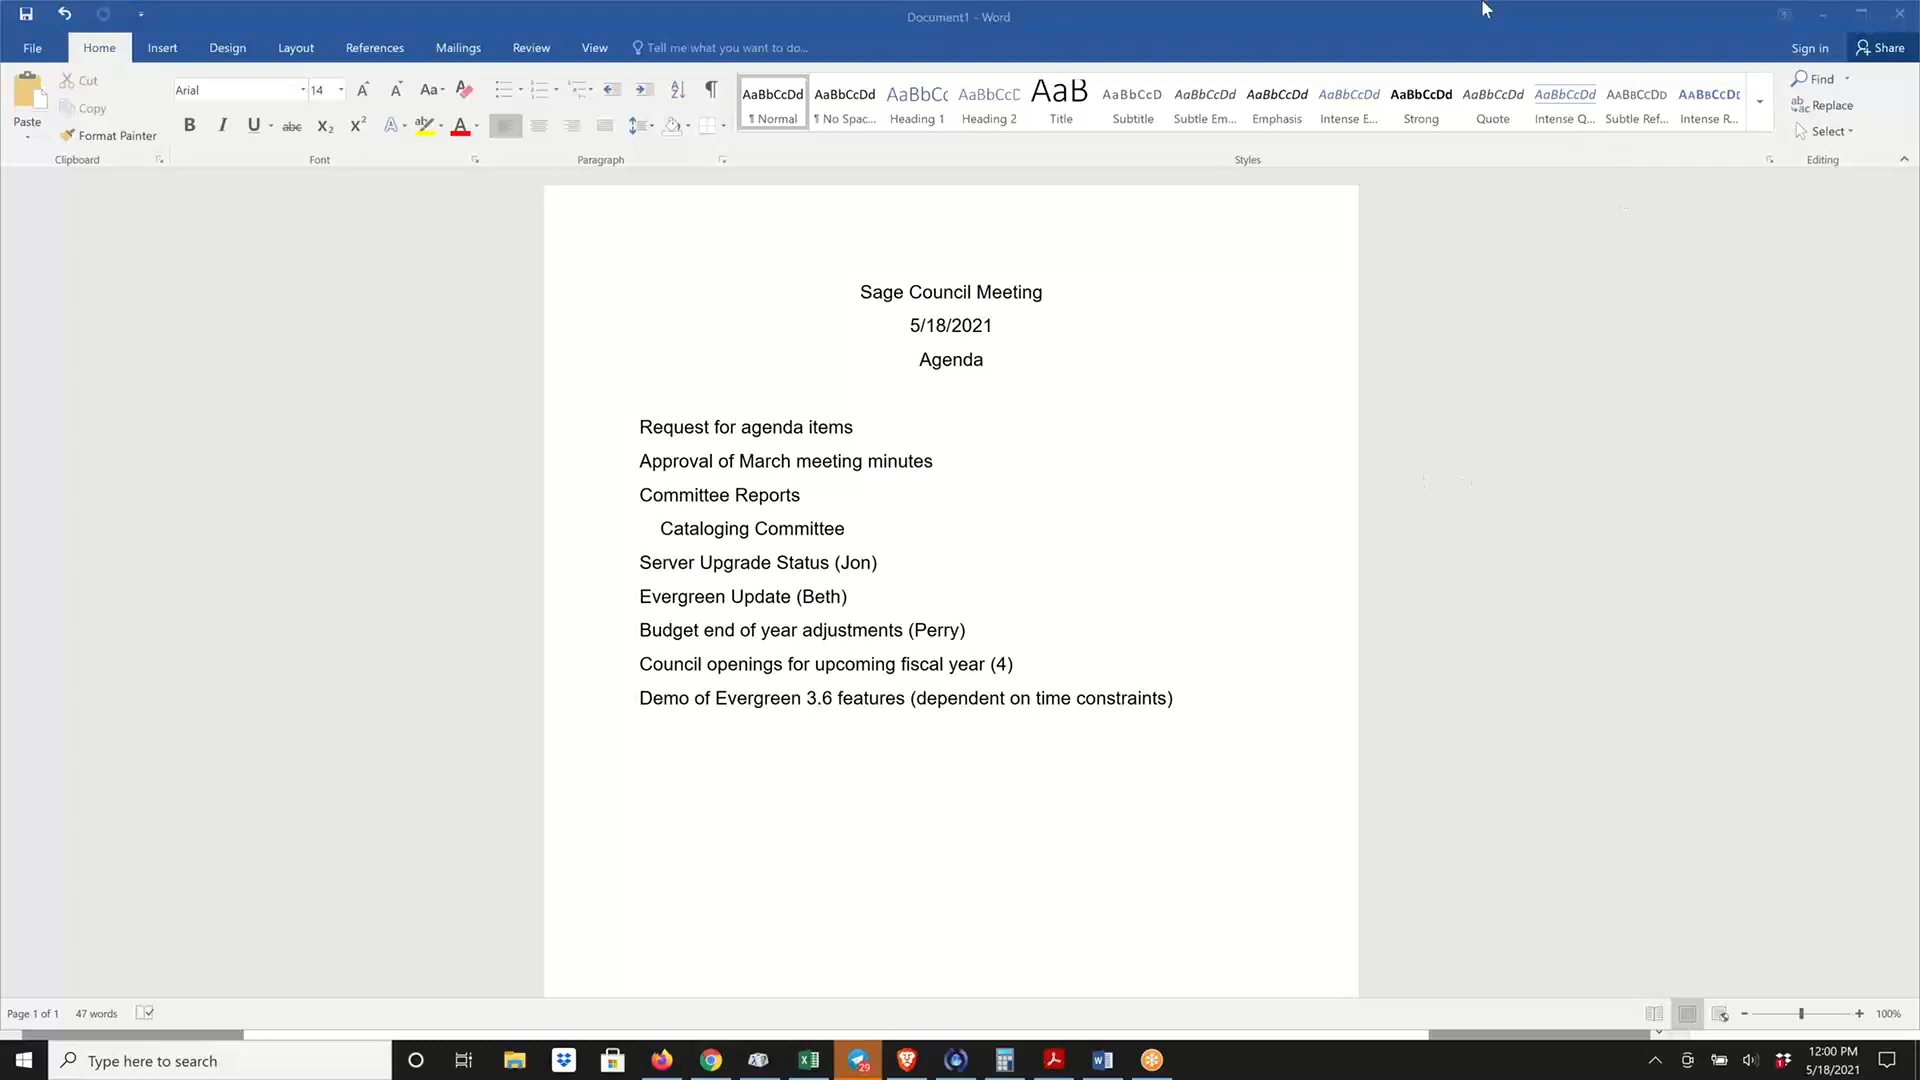 Document1 - Word
File Home Insert Design Layout References Mailings Review View Tell me what you want to do... Sign in Share
Paste Cut Copy Format Painter Clipboard
Arial 14 Aa B I U abc X₂ X² A A Font
Paragraph
AaBbCcDd AaBbCcDd AaBbCc AaBbCcD AaB AaBbCcD AaBbCcDd AaBbCcDd AaBbCcDd AaBbCcDd AaBbCcDd AaBbCcDd AaBbCcDd AaBbCcDd
¶ Normal ¶ No Spac... Heading 1 Heading 2 Title Subtitle Subtle Em... Emphasis Intense E... Strong Quote Intense Q... Subtle Ref... Intense R...
Styles
Find
Replace
Select
Editing
Sage Council Meeting
5/18/2021
Agenda
Request for agenda items
Approval of March meeting minutes
Committee Reports
Cataloging Committee
Server Upgrade Status (Jon)
Evergreen Update (Beth)
Budget end of year adjustments (Perry)
Council openings for upcoming fiscal year (4)
Demo of Evergreen 3.6 features (dependent on time constraints)
Page 1 of 1 47 words 100%
Type here to search 29 12:00 PM
5/18/2021